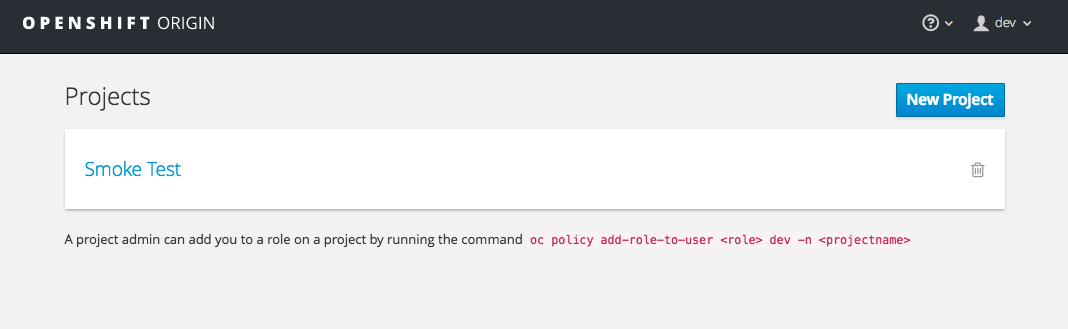 OPENSHIFT ORIGIN
? dev
Projects
New Project
Smoke Test
A project admin can add you to a role on a project by running the command oc policy add-role-to-user <role> dev -n <projectname>